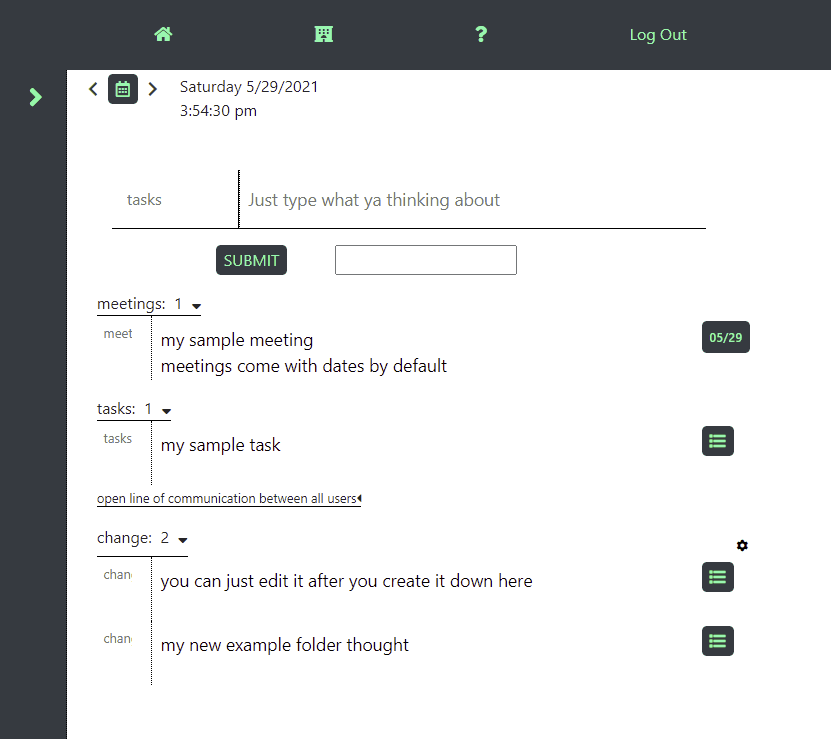 Log Out
Saturday 5/29/2021
3:54:30 pm
tasks
Just type what ya thinking about
SUBMIT
meetings: 1
meet
my sample meeting
meetings come with dates by default
05/29
tasks: 1
tasks
my sample task
open line of communication between all users
change: 2
chan
you can just edit it after you create it down here
chan
my new example folder thought